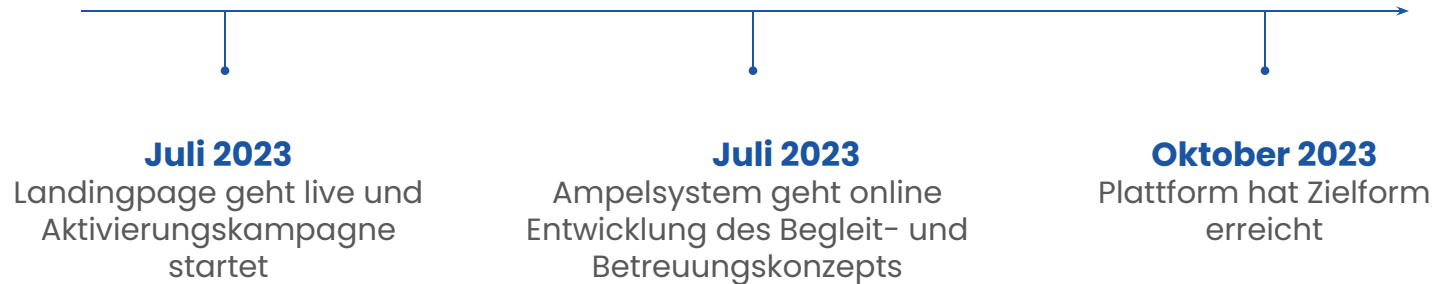 Juli 2023
Landingpage geht live und
Aktivierungskampagne
startet
Juli 2023
Ampelsystem geht online
Entwicklung des Begleit- und
Betreuungskonzepts
Oktober 2023
Plattform hat Zielform
erreicht